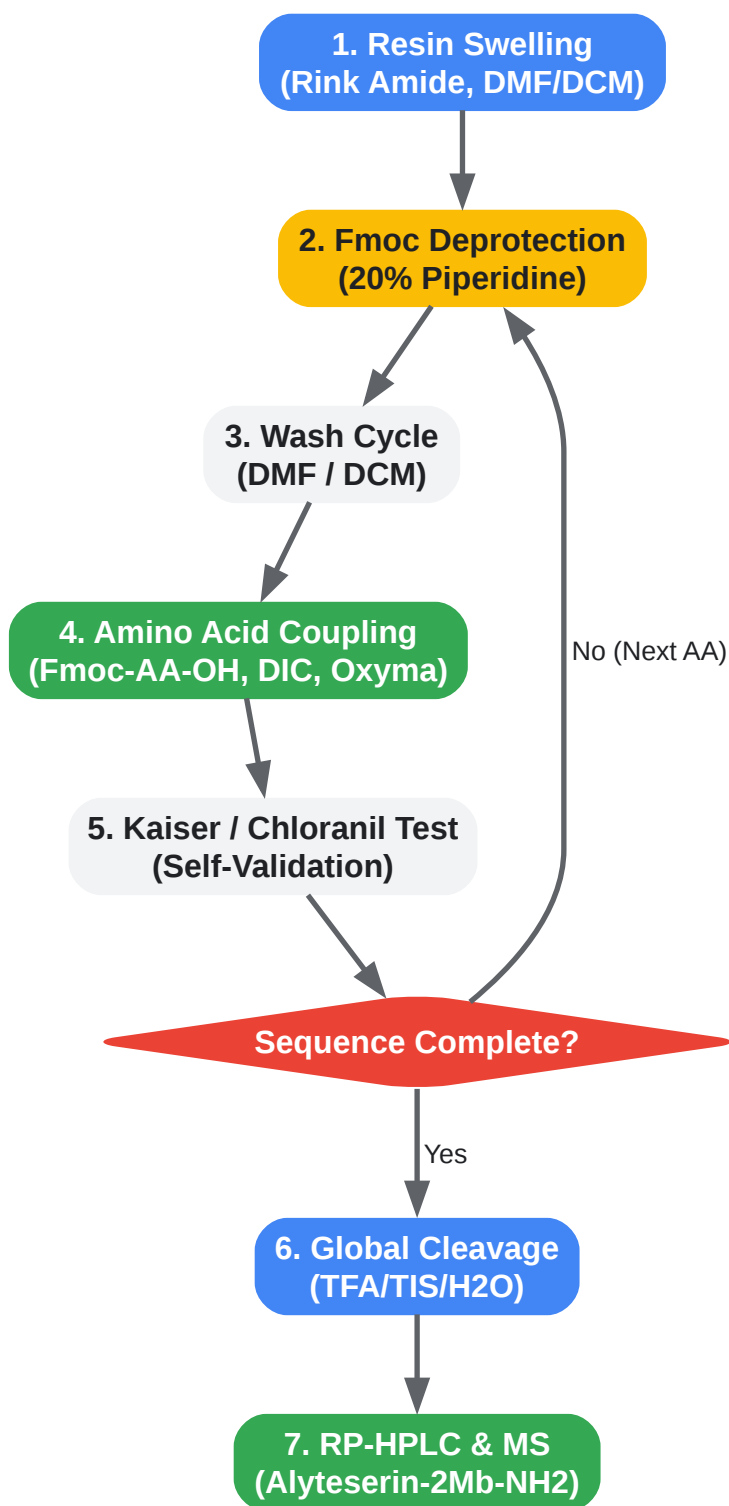 1. Resin Swelling
(Rink Amide, DMF/DCM)
2. Fmoc Deprotection
(20% Piperidine)
3. Wash Cycle
(DMF / DCM)
4. Amino Acid Coupling
(Fmoc-AA-OH, DIC, Oxyma)
No (Next AA)
5. Kaiser / Chloranil Test
(Self-Validation)
Sequence Complete?
Yes
6. Global Cleavage
(TFA/TIS/H2O)
7. RP-HPLC & MS
(Alyteserin-2Mb-NH2)